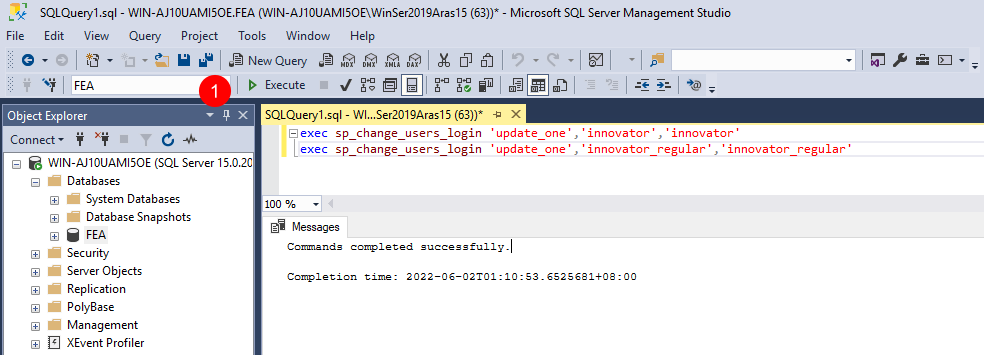 SQLQuery1.sql - WIN-AJ10UAMI5OE.FEA (WIN-AJ10UAMI5OE\WinSer2019Aras15 (63))* - Microsoft SQL Server Management Studio
File Edit View Query Project Tools Window Help
New Query MDX DMX XMLA DAX
FEA 1 Execute
Object Explorer
SQLQuery1.sql - WI...Ser2019Aras15 (63))*
Connect
exec sp_change_users_login 'update_one','innovator','innovator'
exec sp_change_users_login 'update_one','innovator_regular','innovator_regular'
WIN-AJ10UAMI5OE (SQL Server 15.0.20
Databases
System Databases
Database Snapshots
FEA
Security
Server Objects
Replication
PolyBase
Management
XEvent Profiler
100 %
Messages
Commands completed successfully.
Completion time: 2022-06-02T01:10:53.6525681+08:00